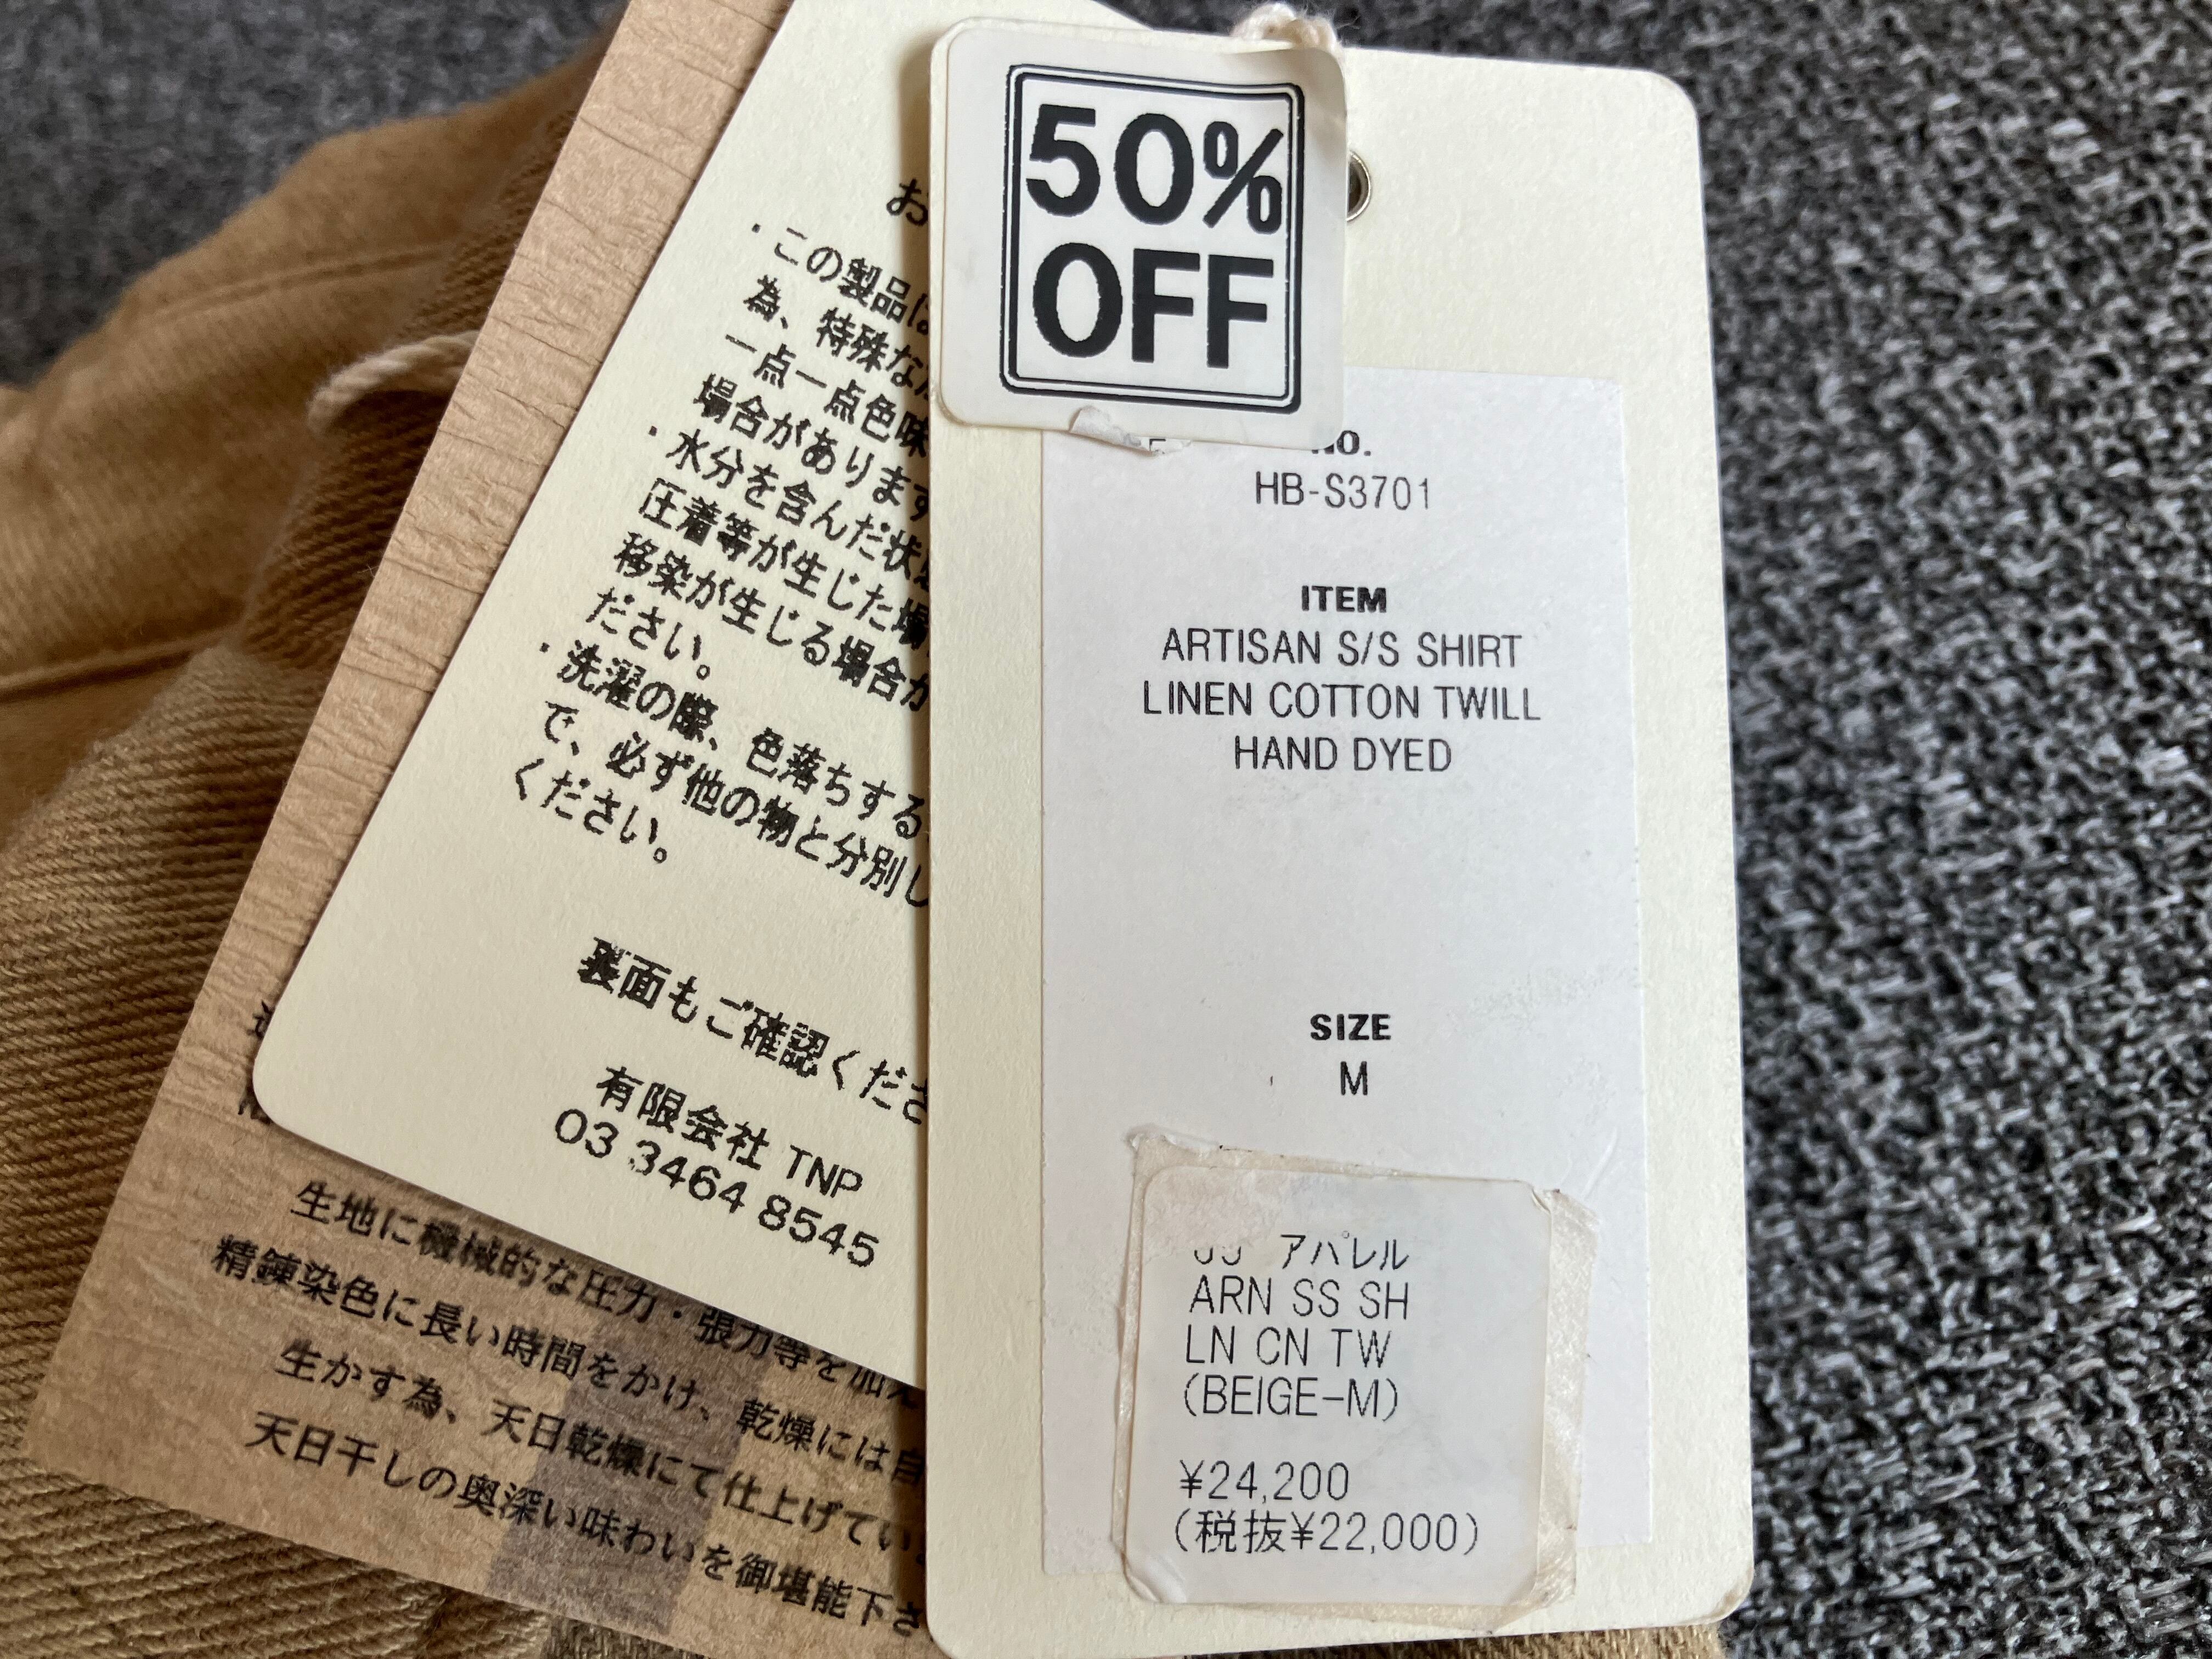 50%
OFF
NO.
HB-S3701
ITEM
ARTISAN S/S SHIRT
LINEN COTTON TWILL
HAND DYED
SIZE
M
アパレル
ARN SS SH
LN CN TW
(BEIGE-M)
¥24,200
(税抜¥22,000)
お
・この製品は
為、特殊な
一点一点色味
場合があります
・水分を含んだ状
圧着等が生じた場
移染が生じる場合が
ださい。
・洗濯の際、色落ちする
で、必ず他の物と分別し
ください。
裏面もご確認くださ
有限会社 TNP
03 3464 8545
生地に機械的な圧力・張力等を加え
精錬染色に長い時間をかけ、乾燥には自
生かす為、天日乾燥にて仕上げてい
天日干しの奥深い味わいを御堪能下さ